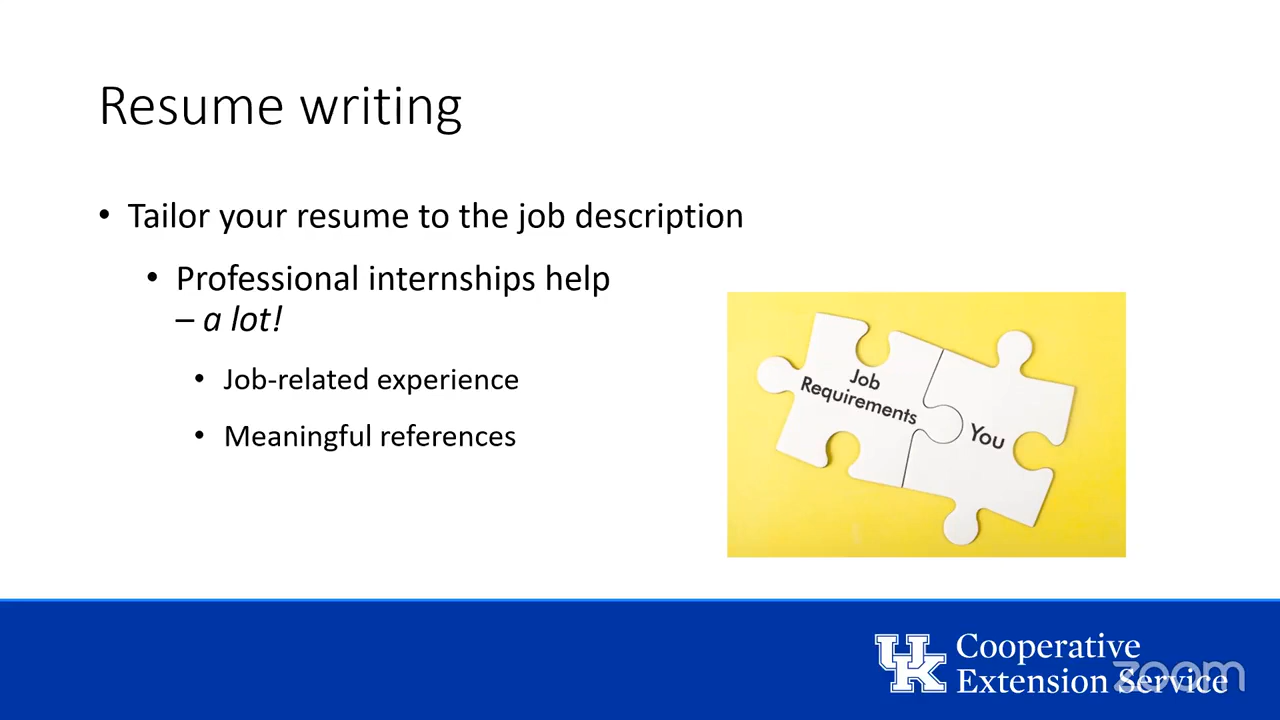 Resume writing
• Tailor your resume to the job description
• Professional internships help
– a lot!
• Job-related experience
• Meaningful references
Job
Requirements
You
UK Cooperative
Extension Service
zoom